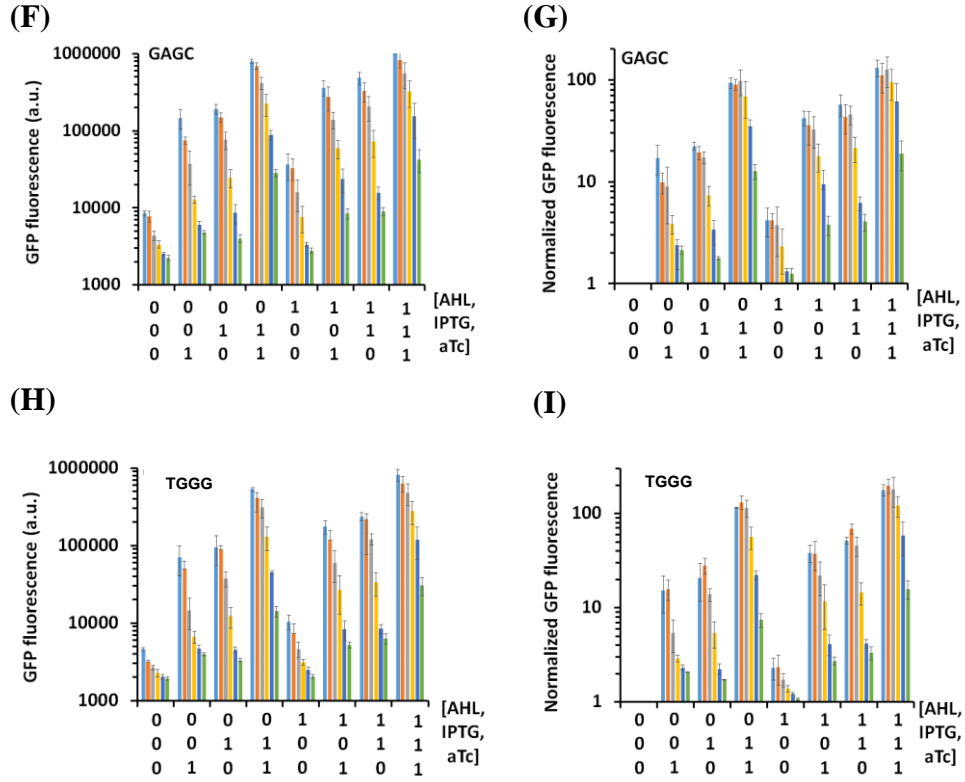 (F)
GAGC
GFP fluorescence (a.u.)
1000000
100000
10000
1000
0 0 0 0 1 1 1 1 [AHL,
0 0 1 1 0 0 1 1 IPTG,
0 1 0 1 0 1 0 1 aTc]
(G)
GAGC
Normalized GFP fluorescence
100
10
1
0 0 0 0 1 1 1 1 [AHL,
0 0 1 1 0 0 1 1 IPTG,
0 1 0 1 0 1 0 1 aTc]
(H)
TGGG
GFP fluorescence (a.u.)
1000000
100000
10000
1000
0 0 0 0 1 1 1 1 [AHL,
0 0 1 1 0 0 1 1 IPTG,
0 1 0 1 0 1 0 1 aTc]
(I)
TGGG
Normalized GFP fluorescence
100
10
1
0 0 0 0 1 1 1 1 [AHL,
0 0 1 1 0 0 1 1 IPTG,
0 1 0 1 0 1 0 1 aTc]